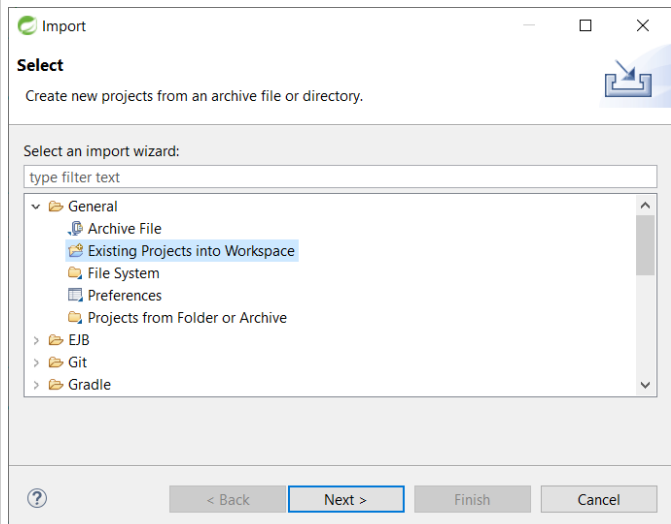 Import
Select
Create new projects from an archive file or directory.
Select an import wizard:
type filter text
General
Archive File
Existing Projects into Workspace
File System
Preferences
Projects from Folder or Archive
EJB
Git
Gradle
? < Back Next > Finish Cancel